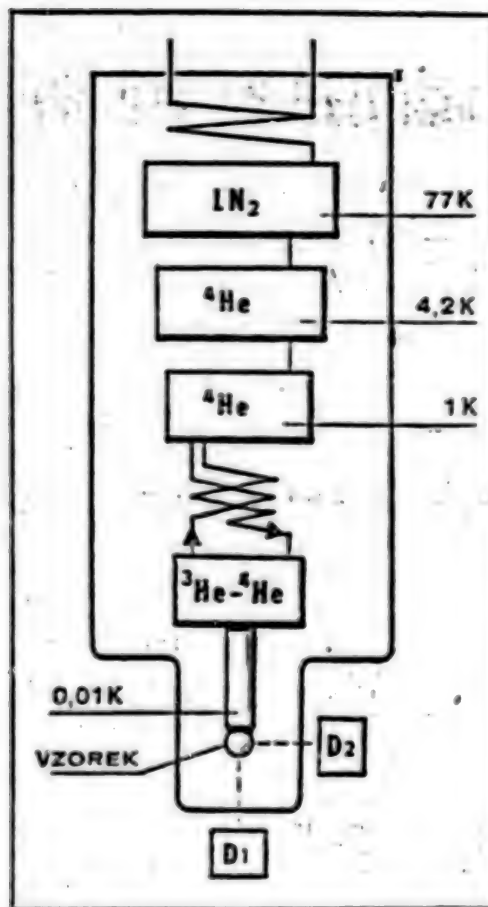 LN₂
77K
⁴He
4,2K
⁴He
1K
³He-⁴He
0,01K
VZOREK
D₂
D₁